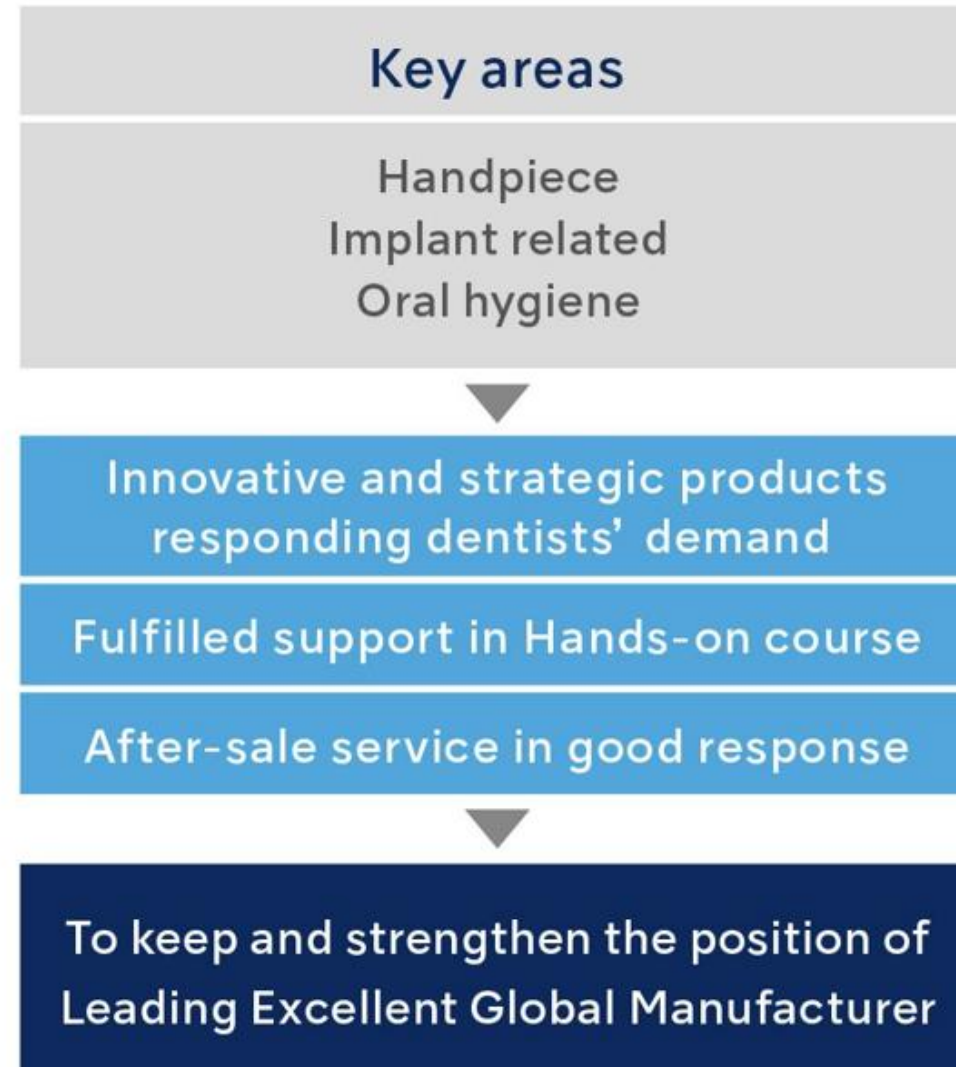 Key areas
Handpiece
Implant related
Oral hygiene
Innovative and strategic products
responding dentists’ demand
Fulfilled support in Hands-on course
After-sale service in good response
To keep and strengthen the position of
Leading Excellent Global Manufacturer